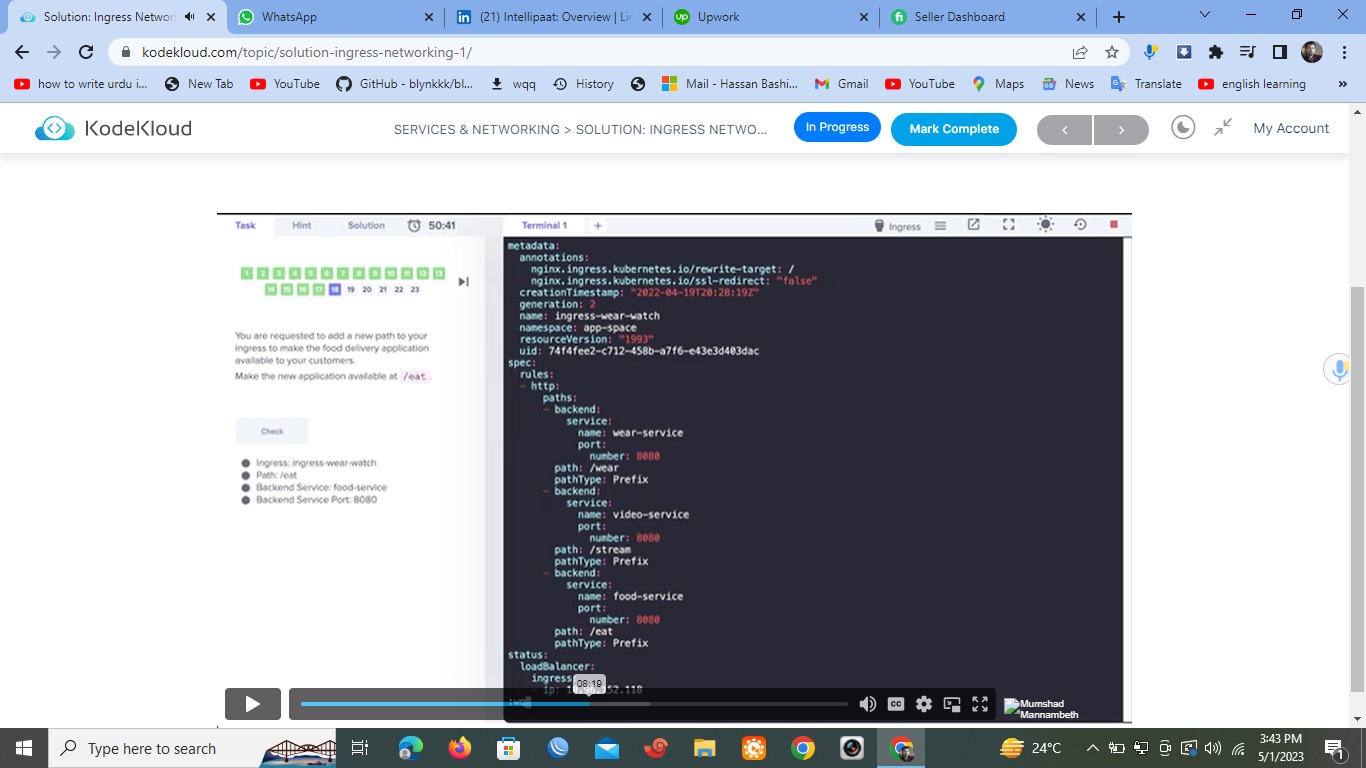 Solution: Ingress Network
WhatsApp
(21) Intellipaat: Overview | Lin
Upwork
Seller Dashboard
kodekloud.com/topic/solution-ingress-networking-1/
how to write urdu i...
New Tab
YouTube
GitHub - blynkkk/bl...
wqq
History
Mail - Hassan Bashi...
Gmail
YouTube
Maps
News
Translate
english learning
»
KodeKloud
SERVICES & NETWORKING > SOLUTION: INGRESS NETWO...
In Progress
Mark Complete
My Account
Task Hint Solution 50:41
Terminal 1 +
Ingress
1 2 3 4 5 6 7 8 9 10 11 12 13
14 15 16 17 18 19 20 21 22 23
You are requested to add a new path to your
ingress to make the food delivery application
available to your customers.
Make the new application available at /eat .
Check
Ingress: ingress-wear-watch
Path: /eat
Backend Service: food-service
Backend Service Port: 8080
metadata:
annotations:
nginx.ingress.kubernetes.io/rewrite-target: /
nginx.ingress.kubernetes.io/ssl-redirect: "false"
creationTimestamp: "2022-04-19T20:28:19Z"
generation: 2
name: ingress-wear-watch
namespace: app-space
resourceVersion: "1993"
uid: 74f4fee2-c712-458b-a7f6-e43e3d403dac
spec:
rules:
- http:
paths:
- backend:
service:
name: wear-service
port:
number: 8080
path: /wear
pathType: Prefix
- backend:
service:
name: video-service
port:
number: 8080
path: /stream
pathType: Prefix
- backend:
service:
name: food-service
port:
number: 8080
path: /eat
pathType: Prefix
status:
loadBalancer:
ingress
- ip:
:wq
08:19
CC
Mumshad
Mannambeth
Type here to search
24°C
3:43 PM
5/1/2023
1